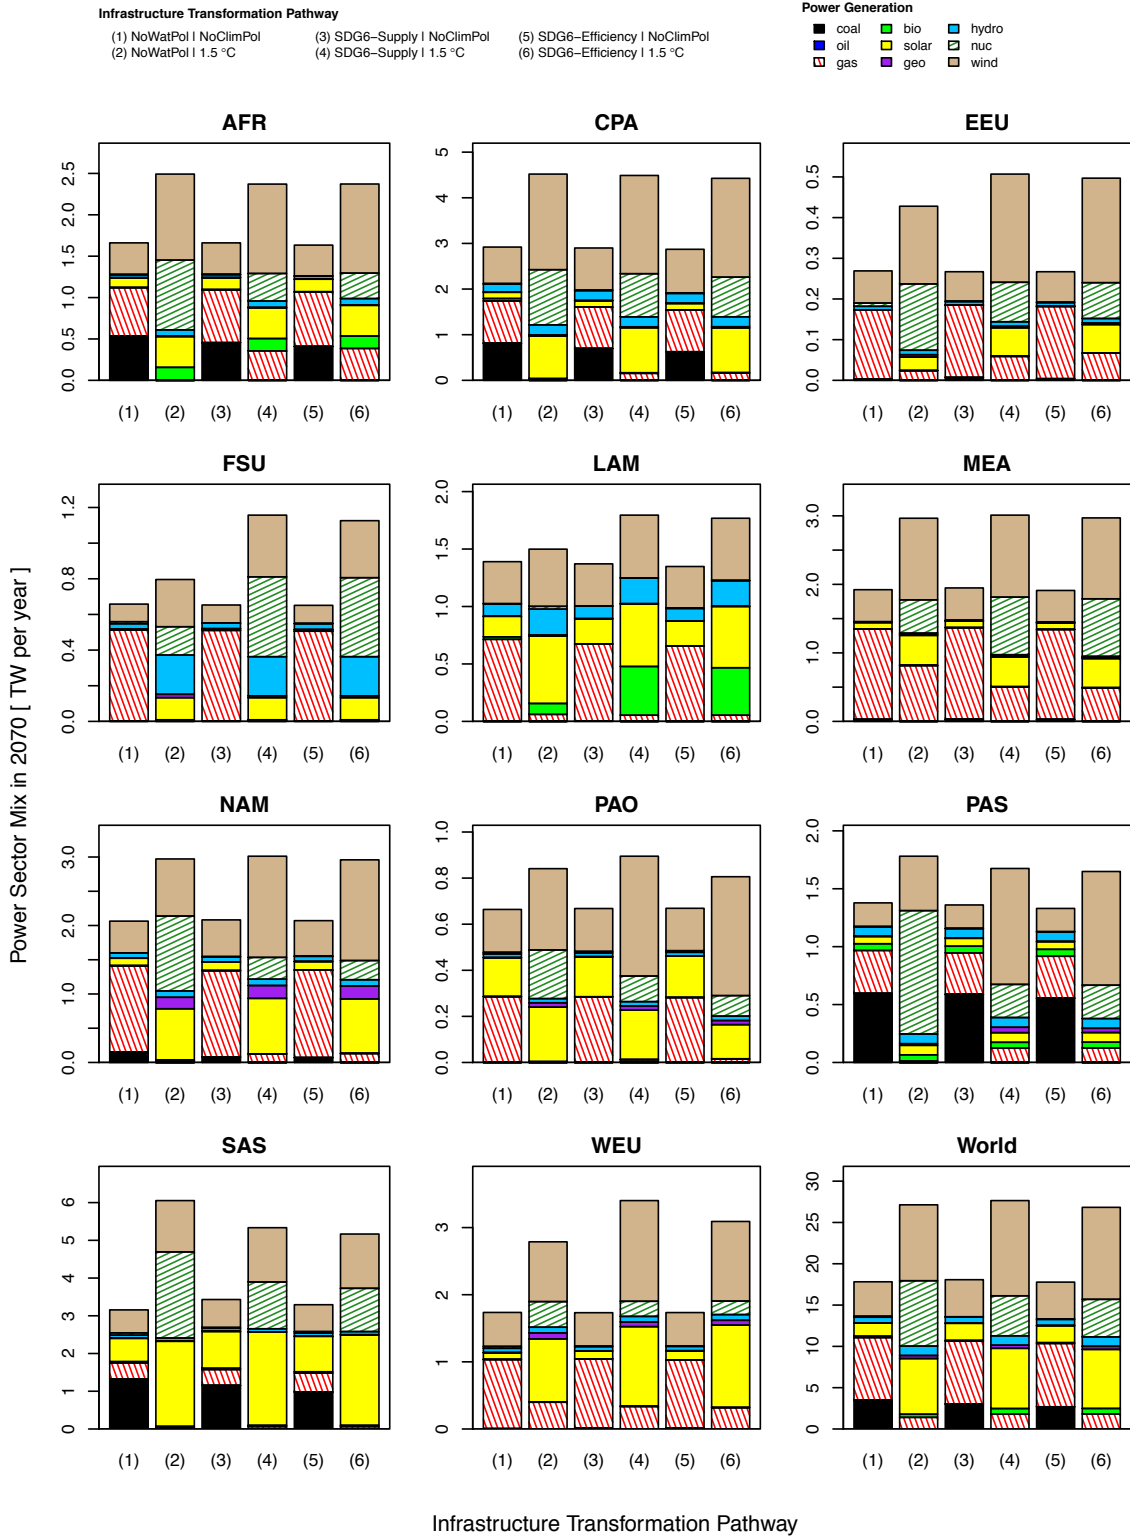 Infrastructure Transformation Pathway
(1) NoWatPol | NoClimPol (3) SDG6−Supply | NoClimPol (5) SDG6−Efficiency | NoClimPol
(2) NoWatPol | 1.5 °C (4) SDG6−Supply | 1.5 °C (6) SDG6−Efficiency | 1.5 °C
Power Generation
coal bio hydro
oil solar nuc
gas geo wind
Power Sector Mix in 2070 [ TW per year ]
AFR
2.5
2.0
1.5
1.0
0.5
0.0
(1) (2) (3) (4) (5) (6)
CPA
5
4
3
2
1
0
(1) (2) (3) (4) (5) (6)
EEU
0.5
0.4
0.3
0.2
0.1
0.0
(1) (2) (3) (4) (5) (6)
FSU
1.2
0.8
0.4
0.0
(1) (2) (3) (4) (5) (6)
LAM
2.0
1.5
1.0
0.5
0.0
(1) (2) (3) (4) (5) (6)
MEA
3.0
2.0
1.0
0.0
(1) (2) (3) (4) (5) (6)
NAM
3.0
2.0
1.0
0.0
(1) (2) (3) (4) (5) (6)
PAO
1.0
0.8
0.6
0.4
0.2
0.0
(1) (2) (3) (4) (5) (6)
PAS
2.0
1.5
1.0
0.5
0.0
(1) (2) (3) (4) (5) (6)
SAS
6
5
4
3
2
1
0
(1) (2) (3) (4) (5) (6)
WEU
3
2
1
0
(1) (2) (3) (4) (5) (6)
World
30
25
20
15
10
5
0
(1) (2) (3) (4) (5) (6)
Infrastructure Transformation Pathway